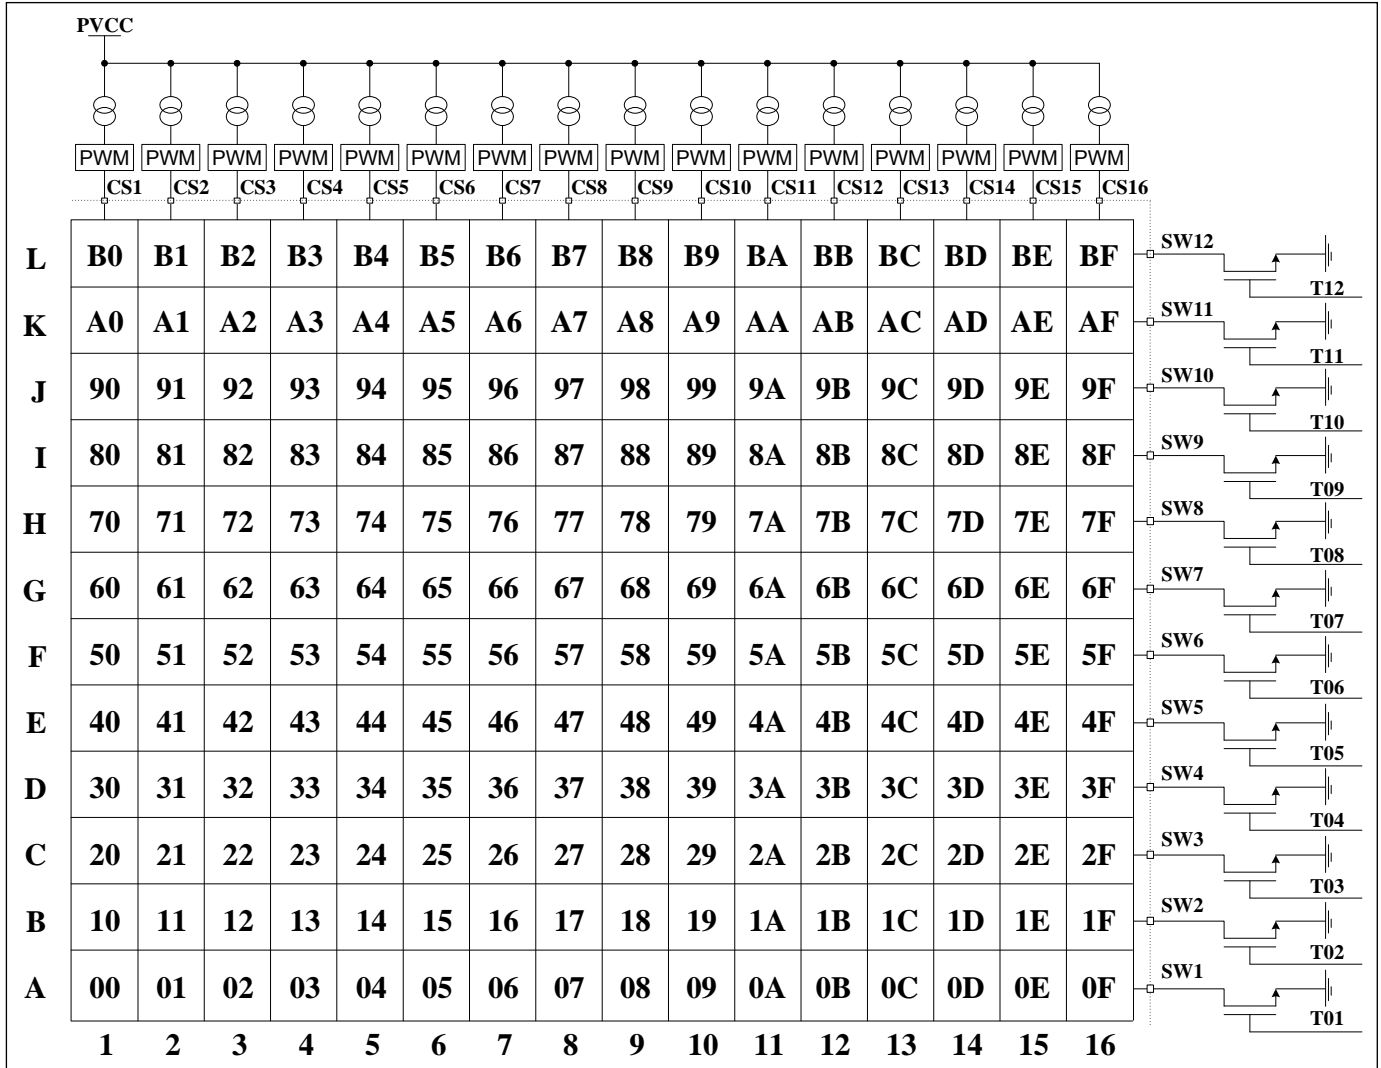 PVCC
PWM PWM PWM PWM PWM PWM PWM PWM PWM PWM PWM PWM PWM PWM PWM PWM
CS1 CS2 CS3 CS4 CS5 CS6 CS7 CS8 CS9 CS10 CS11 CS12 CS13 CS14 CS15 CS16
L B0 B1 B2 B3 B4 B5 B6 B7 B8 B9 BA BB BC BD BE BF SW12
T12
K A0 A1 A2 A3 A4 A5 A6 A7 A8 A9 AA AB AC AD AE AF SW11
T11
J 90 91 92 93 94 95 96 97 98 99 9A 9B 9C 9D 9E 9F SW10
T10
I 80 81 82 83 84 85 86 87 88 89 8A 8B 8C 8D 8E 8F SW9
T09
H 70 71 72 73 74 75 76 77 78 79 7A 7B 7C 7D 7E 7F SW8
T08
G 60 61 62 63 64 65 66 67 68 69 6A 6B 6C 6D 6E 6F SW7
T07
F 50 51 52 53 54 55 56 57 58 59 5A 5B 5C 5D 5E 5F SW6
T06
E 40 41 42 43 44 45 46 47 48 49 4A 4B 4C 4D 4E 4F SW5
T05
D 30 31 32 33 34 35 36 37 38 39 3A 3B 3C 3D 3E 3F SW4
T04
C 20 21 22 23 24 25 26 27 28 29 2A 2B 2C 2D 2E 2F SW3
T03
B 10 11 12 13 14 15 16 17 18 19 1A 1B 1C 1D 1E 1F SW2
T02
A 00 01 02 03 04 05 06 07 08 09 0A 0B 0C 0D 0E 0F SW1
T01
1 2 3 4 5 6 7 8 9 10 11 12 13 14 15 16